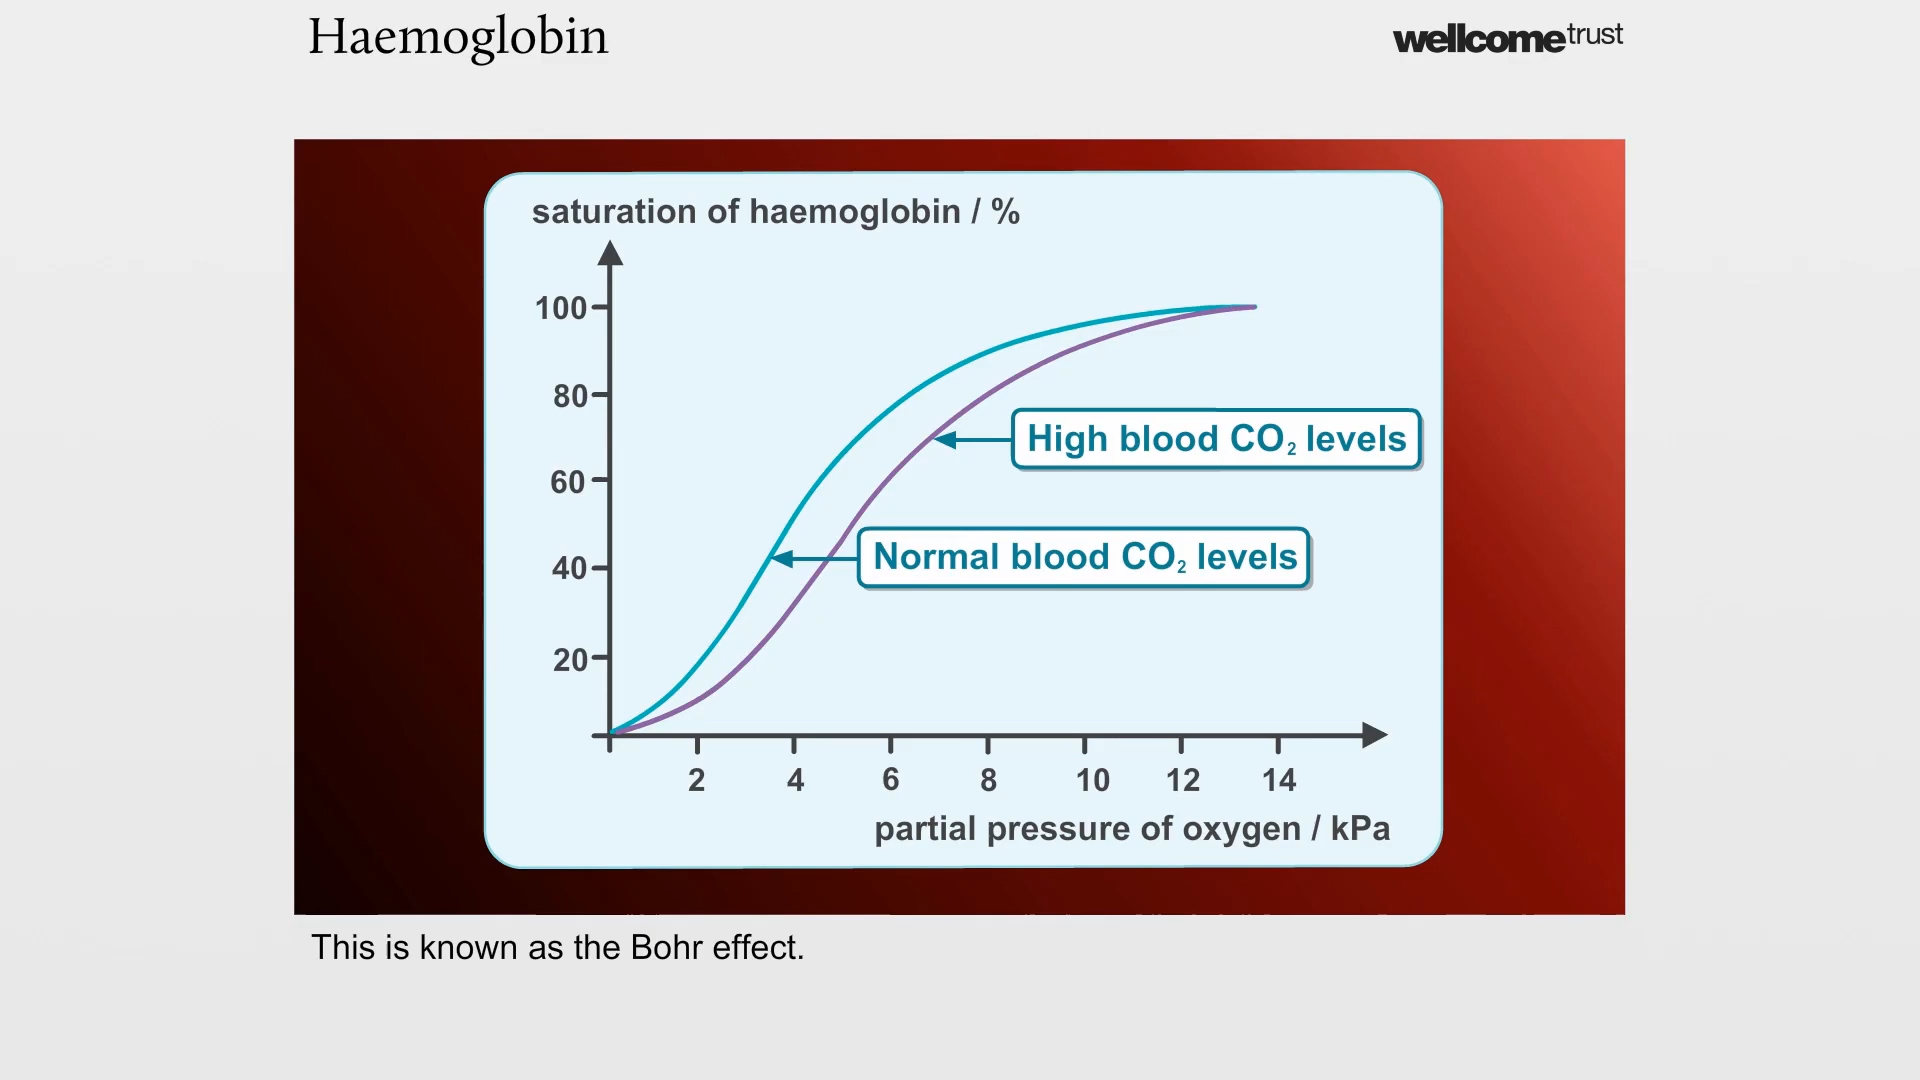 Haemoglobin
wellcometrust
saturation of haemoglobin / %
100
80
High blood CO₂ levels
60
Normal blood CO₂ levels
40
20
2 4 6 8 10 12 14
partial pressure of oxygen / kPa
This is known as the Bohr effect.